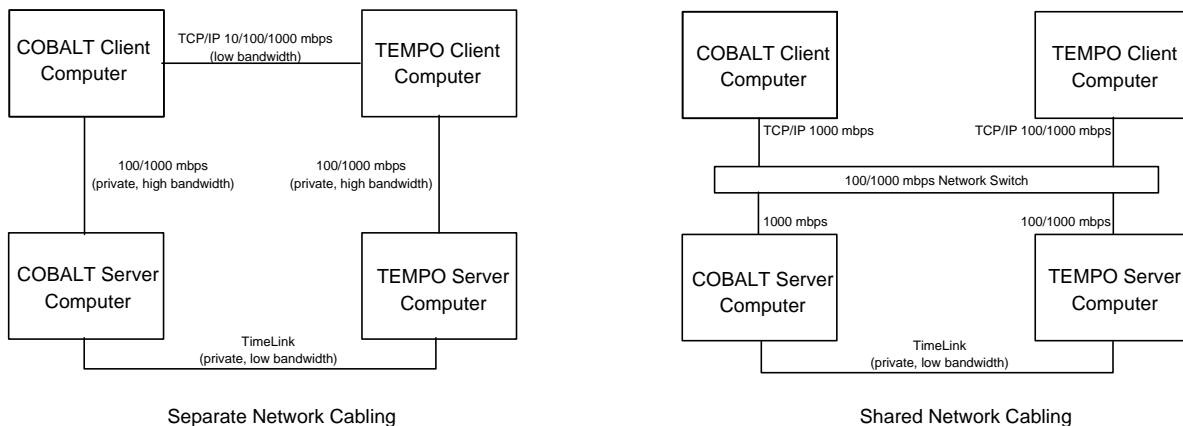 COBALT Client
Computer
TCP/IP 10/100/1000 mbps
(low bandwidth)
TEMPO Client
Computer
100/1000 mbps
(private, high bandwidth)
100/1000 mbps
(private, high bandwidth)
COBALT Server
Computer
TEMPO Server
Computer
TimeLink
(private, low bandwidth)
Separate Network Cabling
COBALT Client
Computer
TEMPO Client
Computer
TCP/IP 1000 mbps
TCP/IP 100/1000 mbps
100/1000 mbps Network Switch
1000 mbps
100/1000 mbps
COBALT Server
Computer
TEMPO Server
Computer
TimeLink
(private, low bandwidth)
Shared Network Cabling